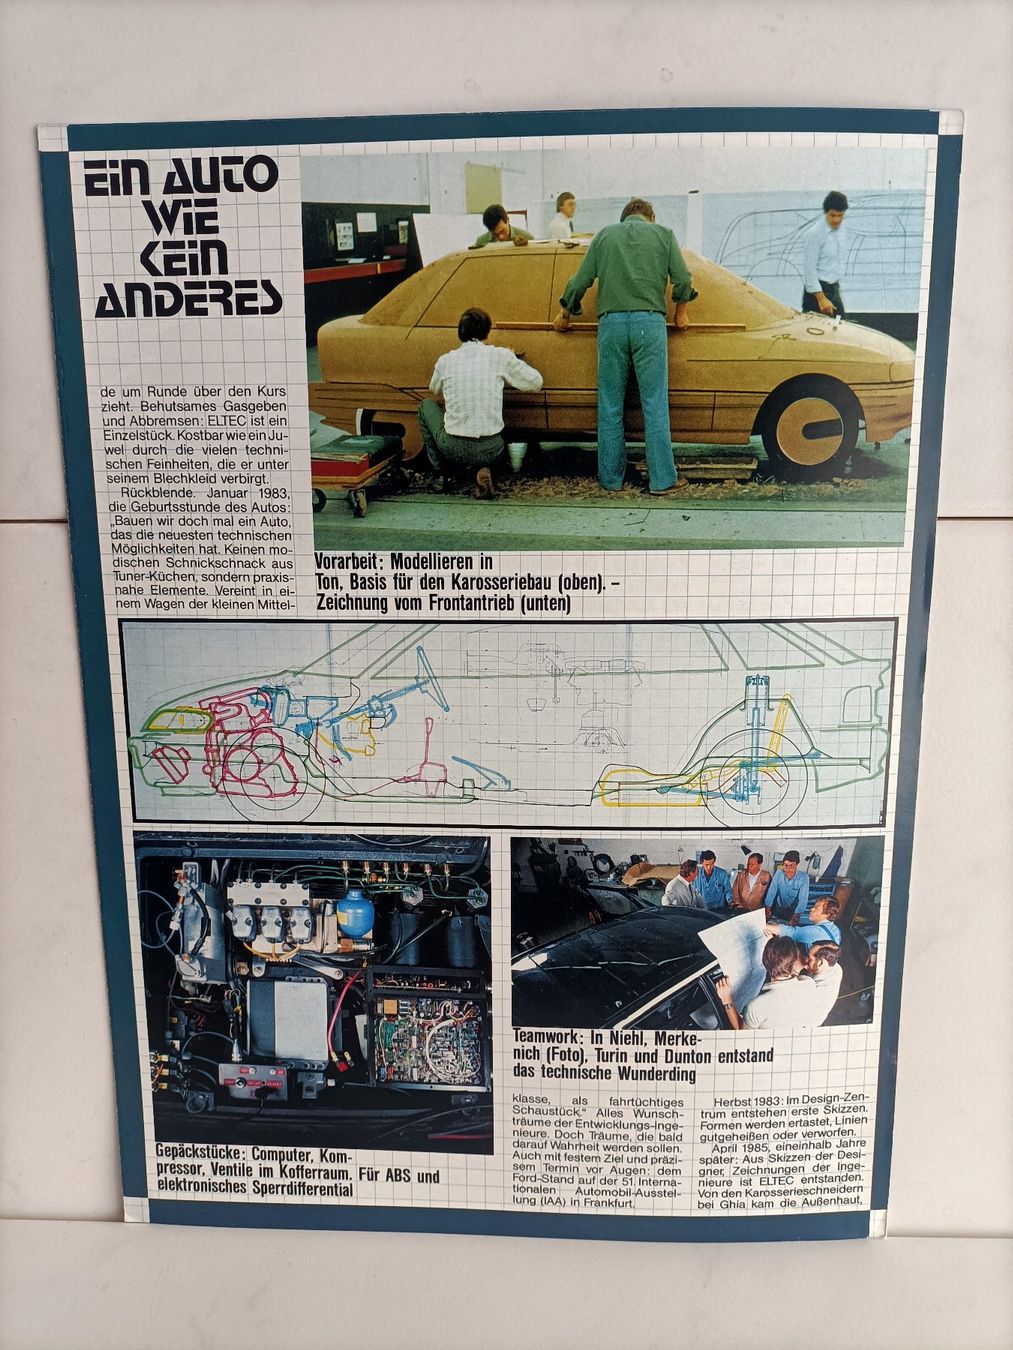 EIN AUTO
WIE
KEIN
ANDERES
de um Runde über den Kurs
zieht. Behutsames Gasgeben
und Abbremsen: ELTEC ist ein
Einzelstück. Kostbar wie ein Ju-
wel durch die vielen techni-
schen Feinheiten, die er unter
seinem Blechkleid verbirgt.
Rückblende. Januar 1983,
die Geburtsstunde des Autos:
„Bauen wir doch mal ein Auto,
das die neuesten technischen
Möglichkeiten hat. Keinen mo-
dischen Schnickschnack aus
Tuner-Küchen, sondern praxis-
nahe Elemente. Vereint in ei-
nem Wagen der kleinen Mittel-
Vorarbeit: Modellieren in
Ton, Basis für den Karosseriebau (oben). –
Zeichnung vom Frontantrieb (unten)
Gepäckstücke: Computer, Kom-
pressor, Ventile im Kofferraum. Für ABS und
elektronisches Sperrdifferential
Teamwork: In Niehl, Merke-
nich (Foto), Turin und Dunton entstand
das technische Wunderding
klasse, als fahrtüchtiges
Schaustück.“ Alles Wunsch-
träume der Entwicklungs-Inge-
nieure. Doch Träume, die bald
darauf Wahrheit werden sollen.
Auch mit festem Ziel und präzi-
sem Termin vor Augen: dem
Ford-Stand auf der 51. Interna-
tionalen Automobil-Ausstel-
lung (IAA) in Frankfurt.
Herbst 1983: Im Design-Zen-
trum entstehen erste Skizzen.
Formen werden ertastet, Linien
gutgeheißen oder verworfen.
April 1985, eineinhalb Jahre
später: Aus Skizzen der Desi-
gner, Zeichnungen der Inge-
nieure ist ELTEC entstanden.
Von den Karosserieschneidern
bei Ghia kam die Außenhaut,